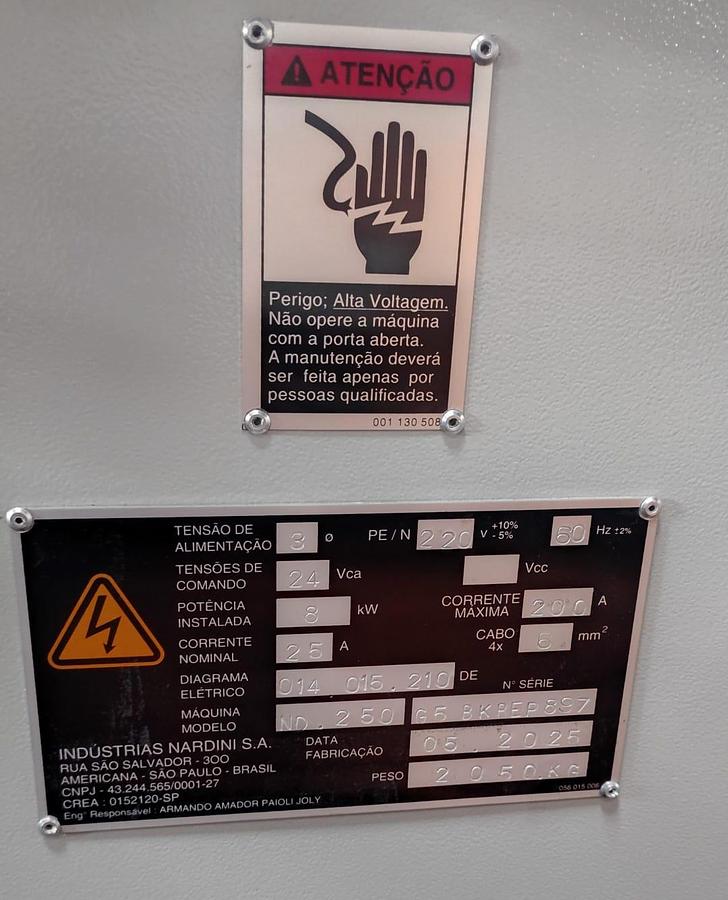 ATENÇÃO
Perigo; Alta Voltagem.
Não opere a máquina
com a porta aberta.
A manutenção deverá
ser feita apenas por
pessoas qualificadas.
001 130 508
TENSÃO DE ALIMENTAÇÃO 3 ø PE / N 220 V +10% -5% 60 Hz ±2%
TENSÕES DE COMANDO 24 Vca Vcc
POTÊNCIA INSTALADA 8 kW CORRENTE MÁXIMA 200 A
CORRENTE NOMINAL 25 A CABO 4x 6 mm²
DIAGRAMA ELÉTRICO 014.015.210 DE N° SÉRIE
MÁQUINA MODELO ND.250 G5
DATA FABRICAÇÃO 05.2025
PESO 2050.KG
INDÚSTRIAS NARDINI S.A.
RUA SÃO SALVADOR - 300
AMERICANA - SÃO PAULO - BRASIL
CNPJ - 43.244.565/0001-27
CREA : 0152120-SP
Eng° Responsável : ARMANDO AMADOR PAIOLI JOLY
056 015 006